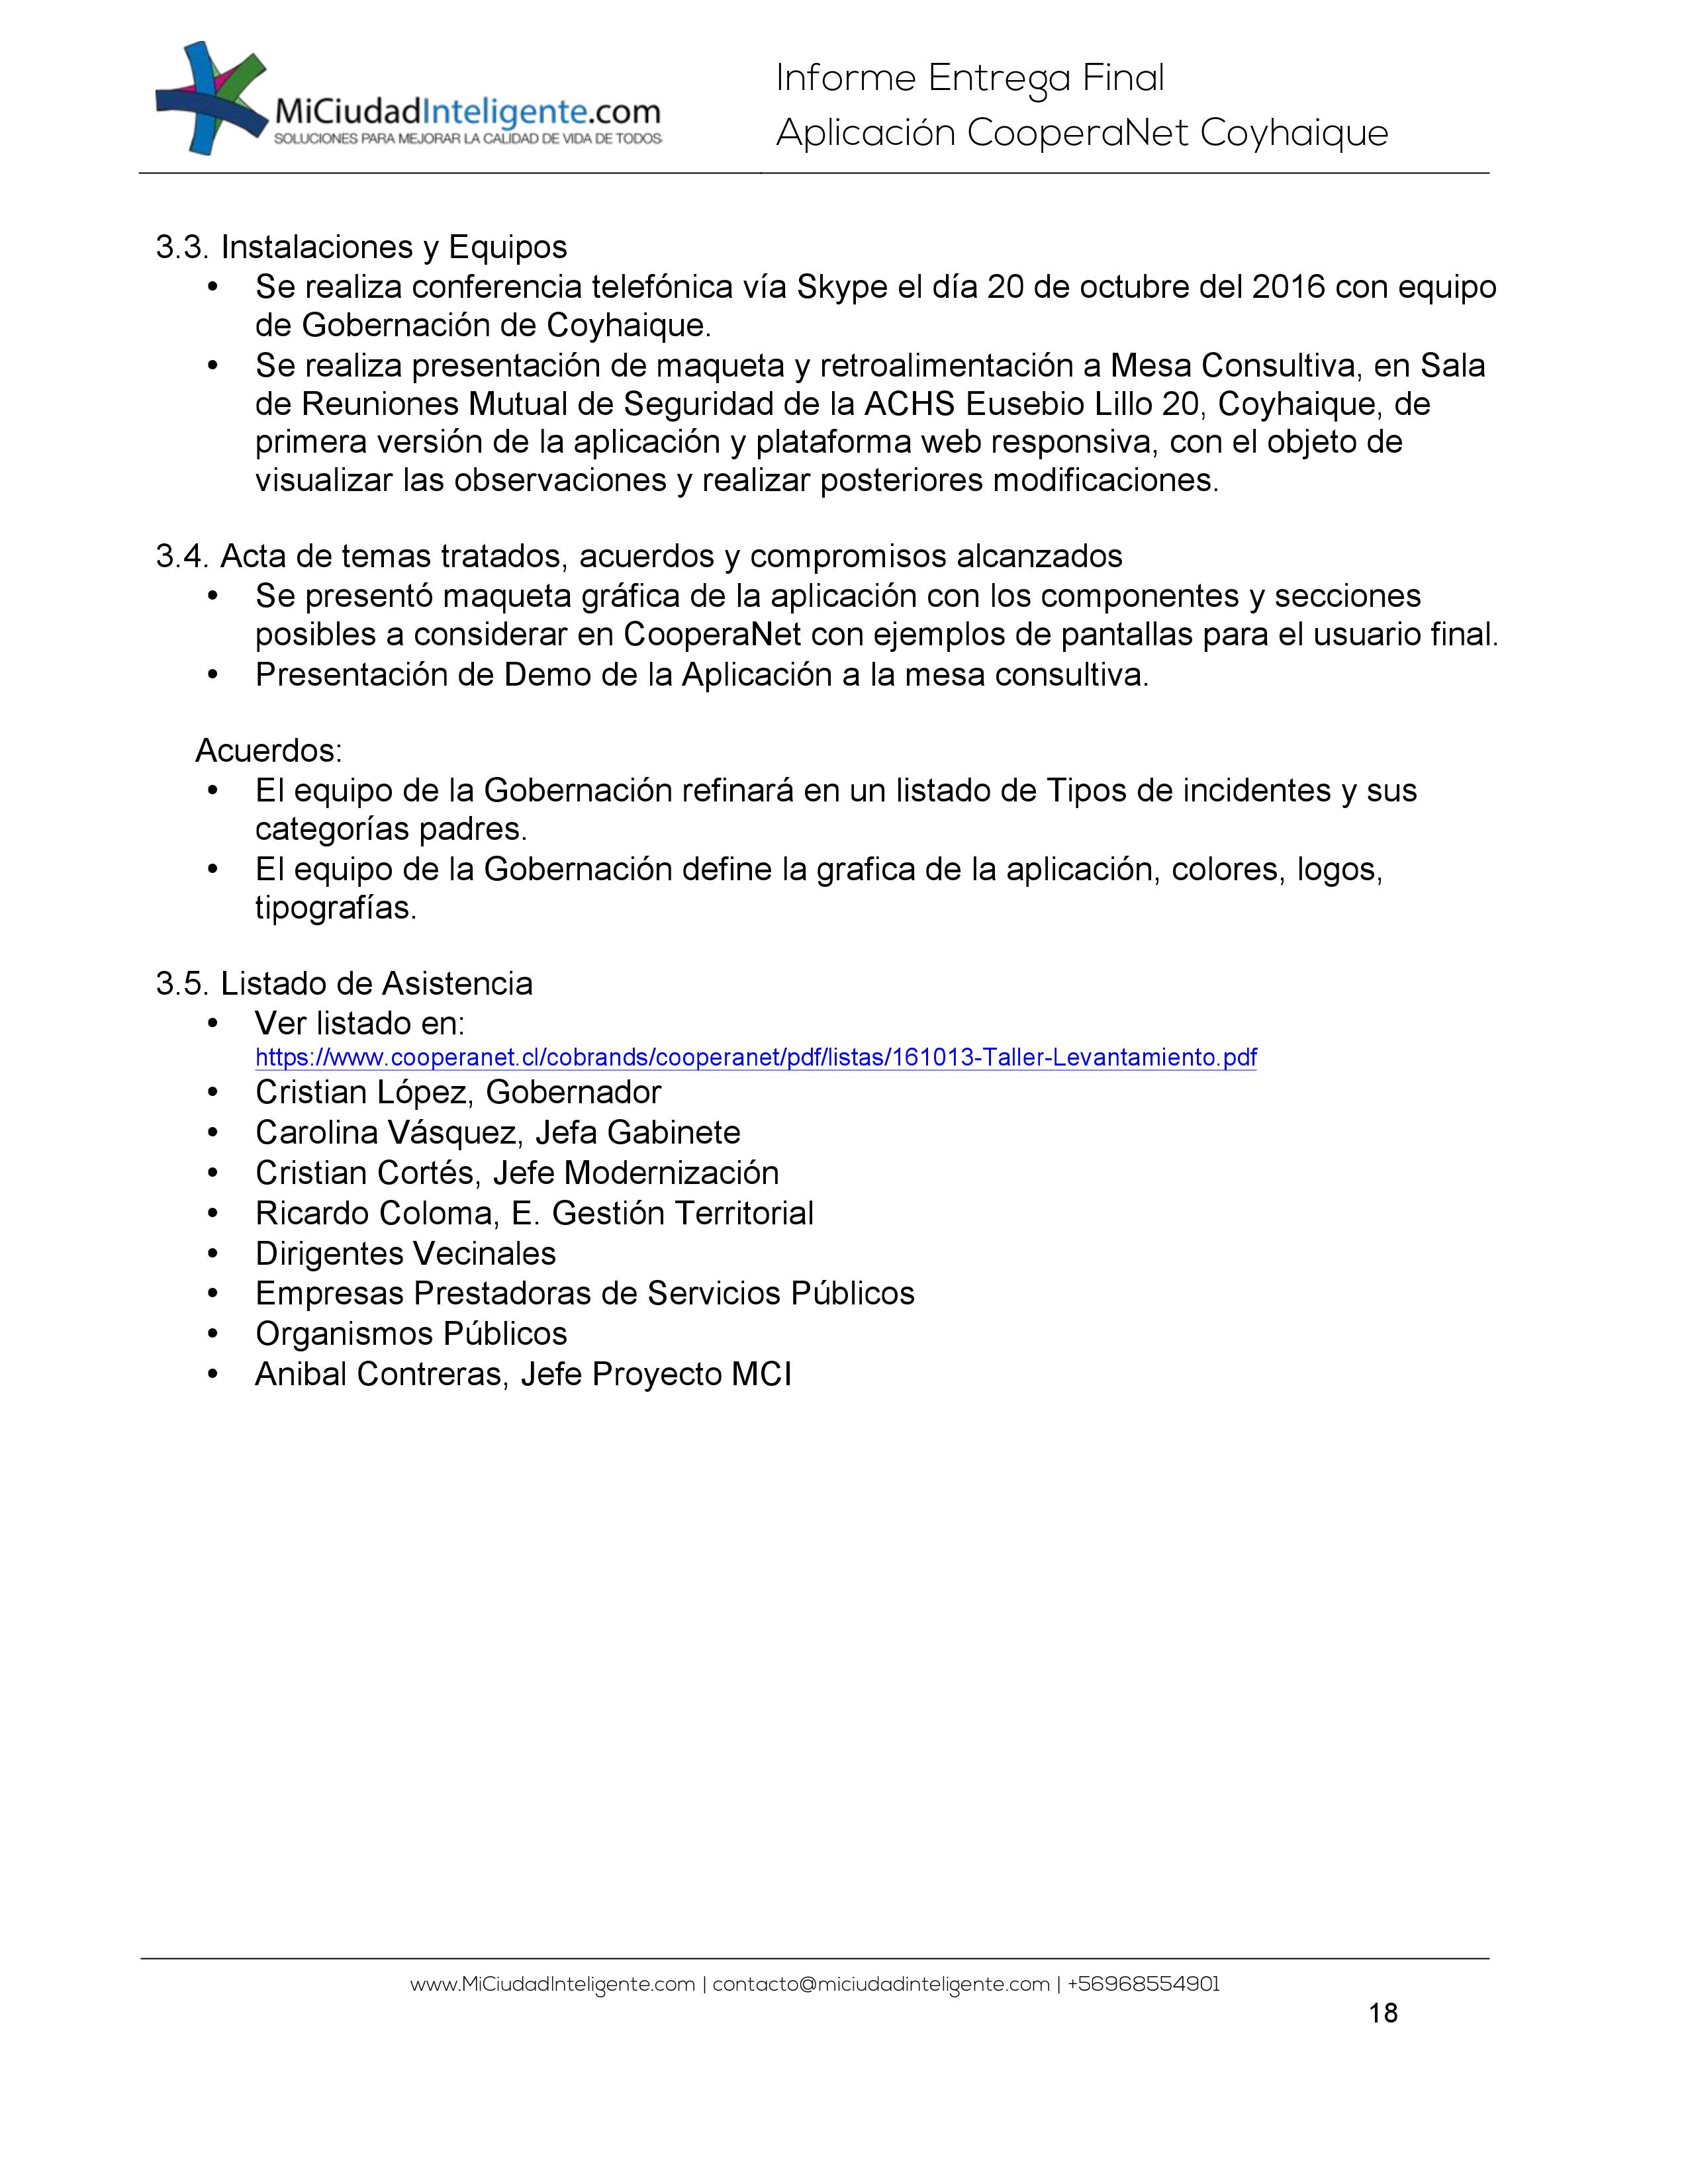 MiCiudadInteligente.com
SOLUCIONES PARA MEJORAR LA CALIDAD DE VIDA DE TODOS
Informe Entrega Final
Aplicación CooperaNet Coyhaique
3.3. Instalaciones y Equipos
• Se realiza conferencia telefónica vía Skype el día 20 de octubre del 2016 con equipo
de Gobernación de Coyhaique.
• Se realiza presentación de maqueta y retroalimentación a Mesa Consultiva, en Sala
de Reuniones Mutual de Seguridad de la ACHS Eusebio Lillo 20, Coyhaique, de
primera versión de la aplicación y plataforma web responsiva, con el objeto de
visualizar las observaciones y realizar posteriores modificaciones.
3.4. Acta de temas tratados, acuerdos y compromisos alcanzados
• Se presentó maqueta gráfica de la aplicación con los componentes y secciones
posibles a considerar en CooperaNet con ejemplos de pantallas para el usuario final.
• Presentación de Demo de la Aplicación a la mesa consultiva.
Acuerdos:
• El equipo de la Gobernación refinará en un listado de Tipos de incidentes y sus
categorías padres.
• El equipo de la Gobernación define la grafica de la aplicación, colores, logos,
tipografías.
3.5. Listado de Asistencia
• Ver listado en:
https://www.cooperanet.cl/cobrands/cooperanet/pdf/listas/161013-Taller-Levantamiento.pdf
• Cristian López, Gobernador
• Carolina Vásquez, Jefa Gabinete
• Cristian Cortés, Jefe Modernización
• Ricardo Coloma, E. Gestión Territorial
• Dirigentes Vecinales
• Empresas Prestadoras de Servicios Públicos
• Organismos Públicos
• Anibal Contreras, Jefe Proyecto MCI
www.MiCiudadInteligente.com | contacto@miciudadinteligente.com | +56968554901
18